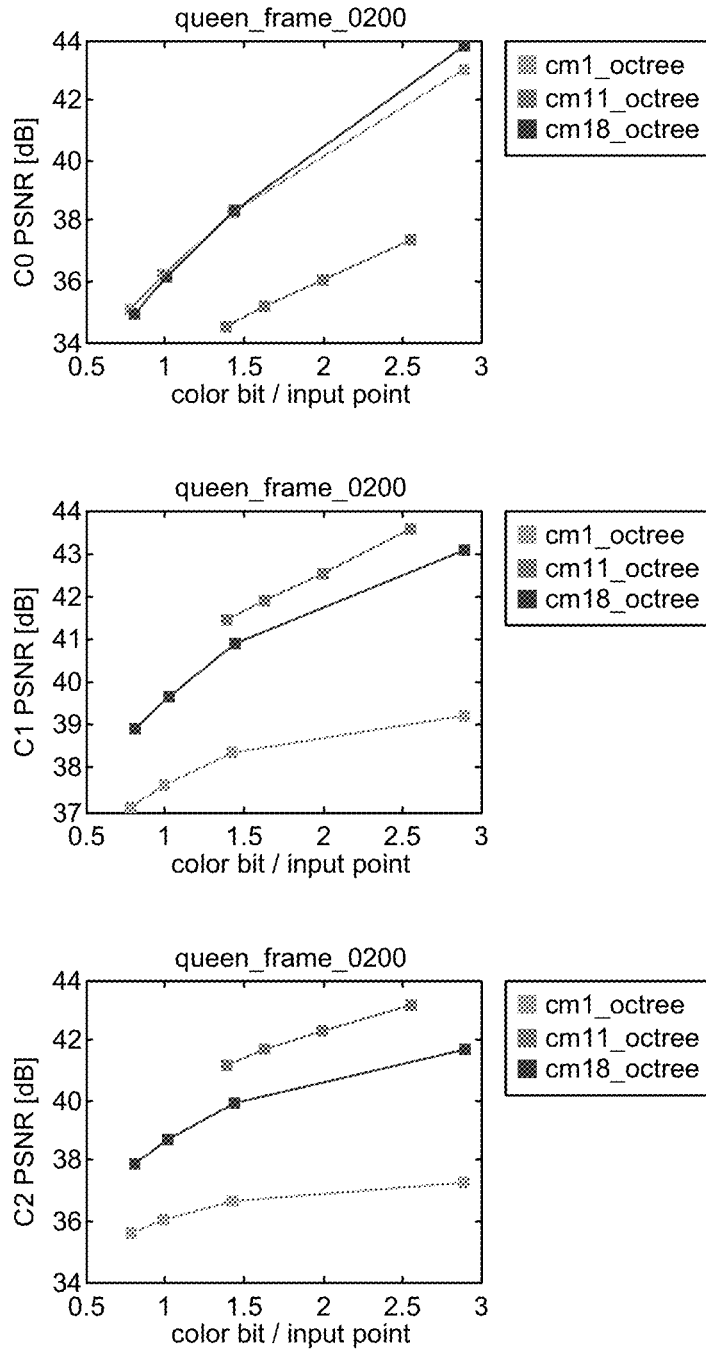 queen_frame_0200
C0 PSNR [dB]
44
42
40
38
36
34
0.5 1 1.5 2 2.5 3
color bit / input point
cm1_octree
cm11_octree
cm18_octree
queen_frame_0200
C1 PSNR [dB]
44
43
42
41
40
39
38
37
0.5 1 1.5 2 2.5 3
color bit / input point
cm1_octree
cm11_octree
cm18_octree
queen_frame_0200
C2 PSNR [dB]
44
42
40
38
36
34
0.5 1 1.5 2 2.5 3
color bit / input point
cm1_octree
cm11_octree
cm18_octree